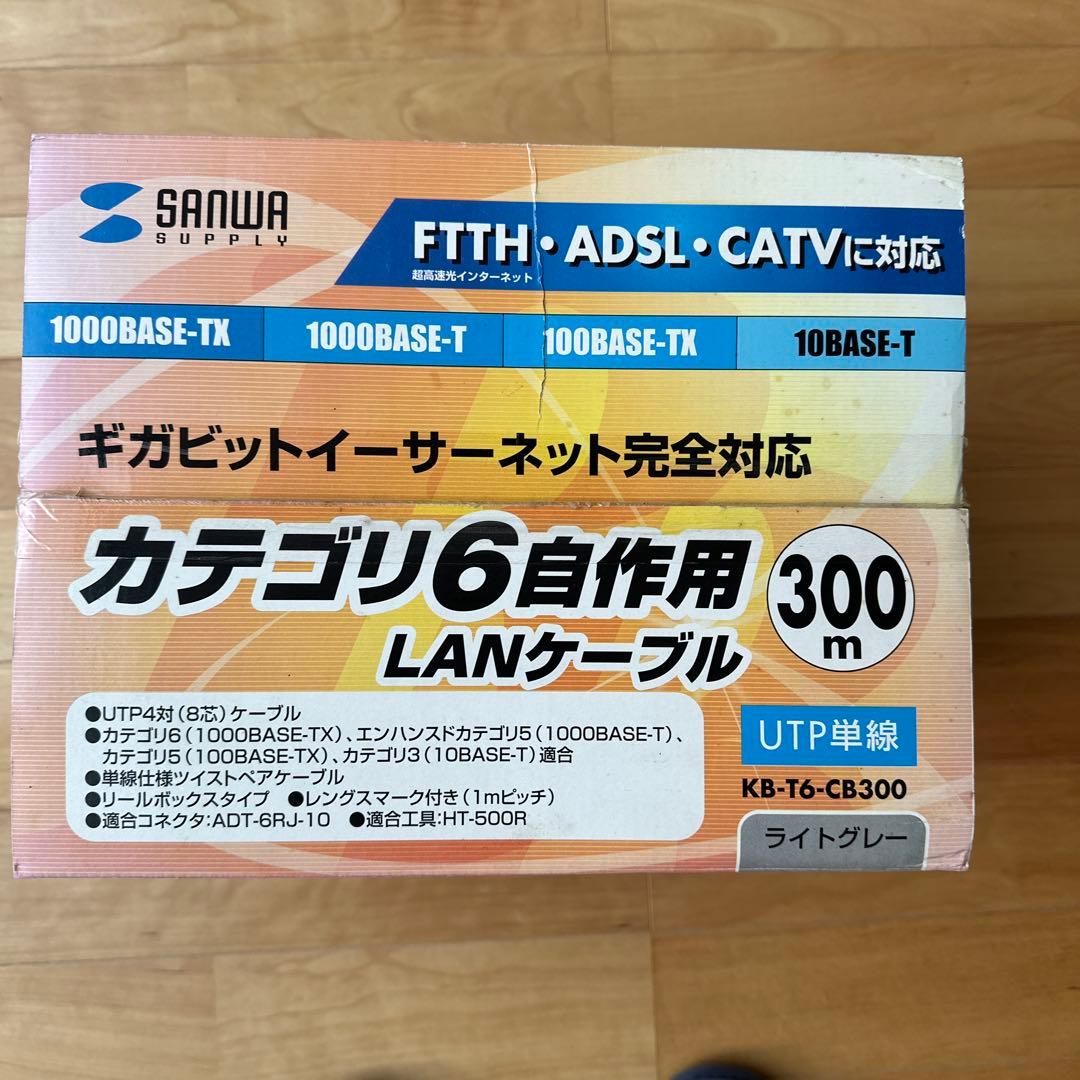 SANWA
SUPPLY
FTTH・ADSL・CATVに対応
超高速光インターネット
1000BASE-TX 1000BASE-T 100BASE-TX 10BASE-T
ギガビットイーサーネット完全対応
カテゴリ6自作用
LANケーブル
300
m
●UTP4対(8芯)ケーブル
●カテゴリ6(1000BASE-TX)、エンハンスドカテゴリ5(1000BASE-T)、
カテゴリ5(100BASE-TX)、カテゴリ3(10BASE-T)適合
●単線仕様ツイストペアケーブル
●リールボックスタイプ ●レングスマーク付き(1mピッチ)
●適合コネクタ:ADT-6RJ-10 ●適合工具:HT-500R
UTP単線
KB-T6-CB300
ライトグレー